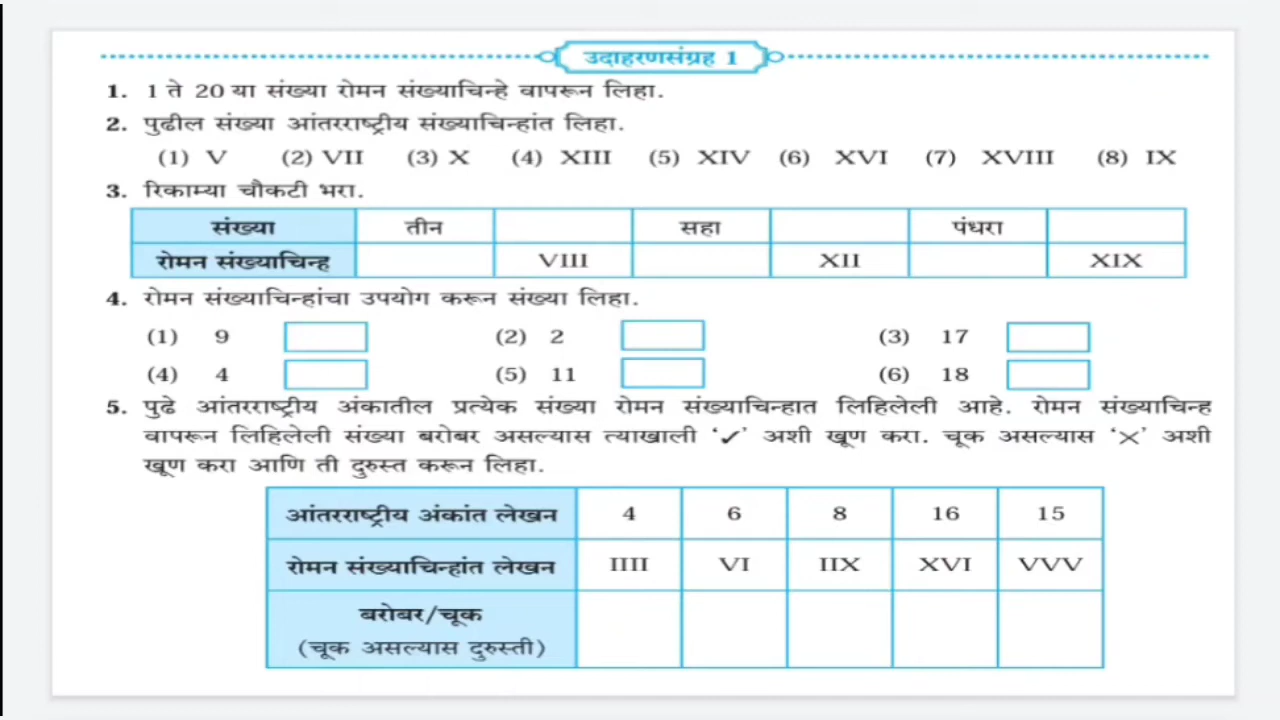 उदाहरणसंग्रह 1
1. 1 ते 20 या संख्या रोमन संख्याचिन्हे वापरून लिहा.
2. पुढील संख्या आंतरराष्ट्रीय संख्याचिन्हांत लिहा.
(1) V (2) VII (3) X (4) XIII (5) XIV (6) XVI (7) XVIII (8) IX
3. रिकाम्या चौकटी भरा.
संख्या तीन सहा पंधरा
रोमन संख्याचिन्ह VIII XII XIX
4. रोमन संख्याचिन्हांचा उपयोग करून संख्या लिहा.
(1) 9 (2) 2 (3) 17
(4) 4 (5) 11 (6) 18
5. पुढे आंतरराष्ट्रीय अंकातील प्रत्येक संख्या रोमन संख्याचिन्हात लिहिलेली आहे. रोमन संख्याचिन्ह
वापरून लिहिलेली संख्या बरोबर असल्यास त्याखाली ‘✓’ अशी खूण करा. चूक असल्यास ‘×’ अशी
खूण करा आणि ती दुरुस्त करून लिहा.
आंतरराष्ट्रीय अंकांत लेखन 4 6 8 16 15
रोमन संख्याचिन्हांत लेखन IIII VI IIX XVI VVV
बरोबर/चूक
(चूक असल्यास दुरुस्ती)